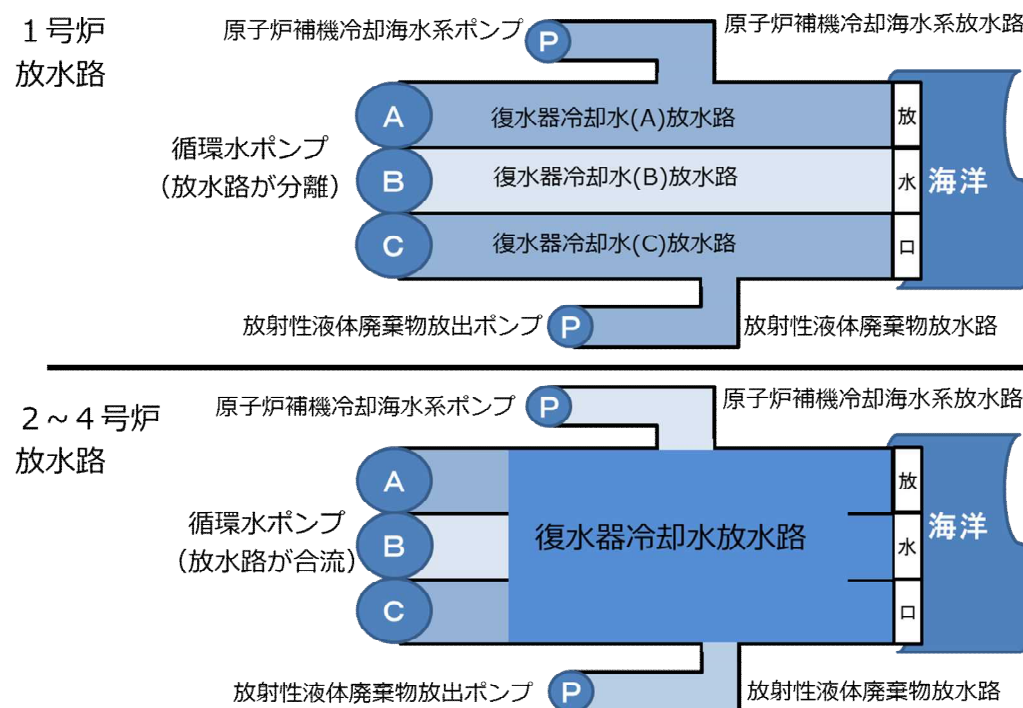 1号炉
放水路
原子炉補機冷却海水系ポンプ
P
原子炉補機冷却海水系放水路
循環水ポンプ
（放水路が分離）
A
復水器冷却水(A)放水路
B
復水器冷却水(B)放水路
C
復水器冷却水(C)放水路
放
水
口
海洋
放射性液体廃棄物放出ポンプ
P
放射性液体廃棄物放水路
2～4号炉
放水路
原子炉補機冷却海水系ポンプ
P
原子炉補機冷却海水系放水路
循環水ポンプ
（放水路が合流）
A
B
C
復水器冷却水放水路
放
水
口
海洋
放射性液体廃棄物放出ポンプ
P
放射性液体廃棄物放水路